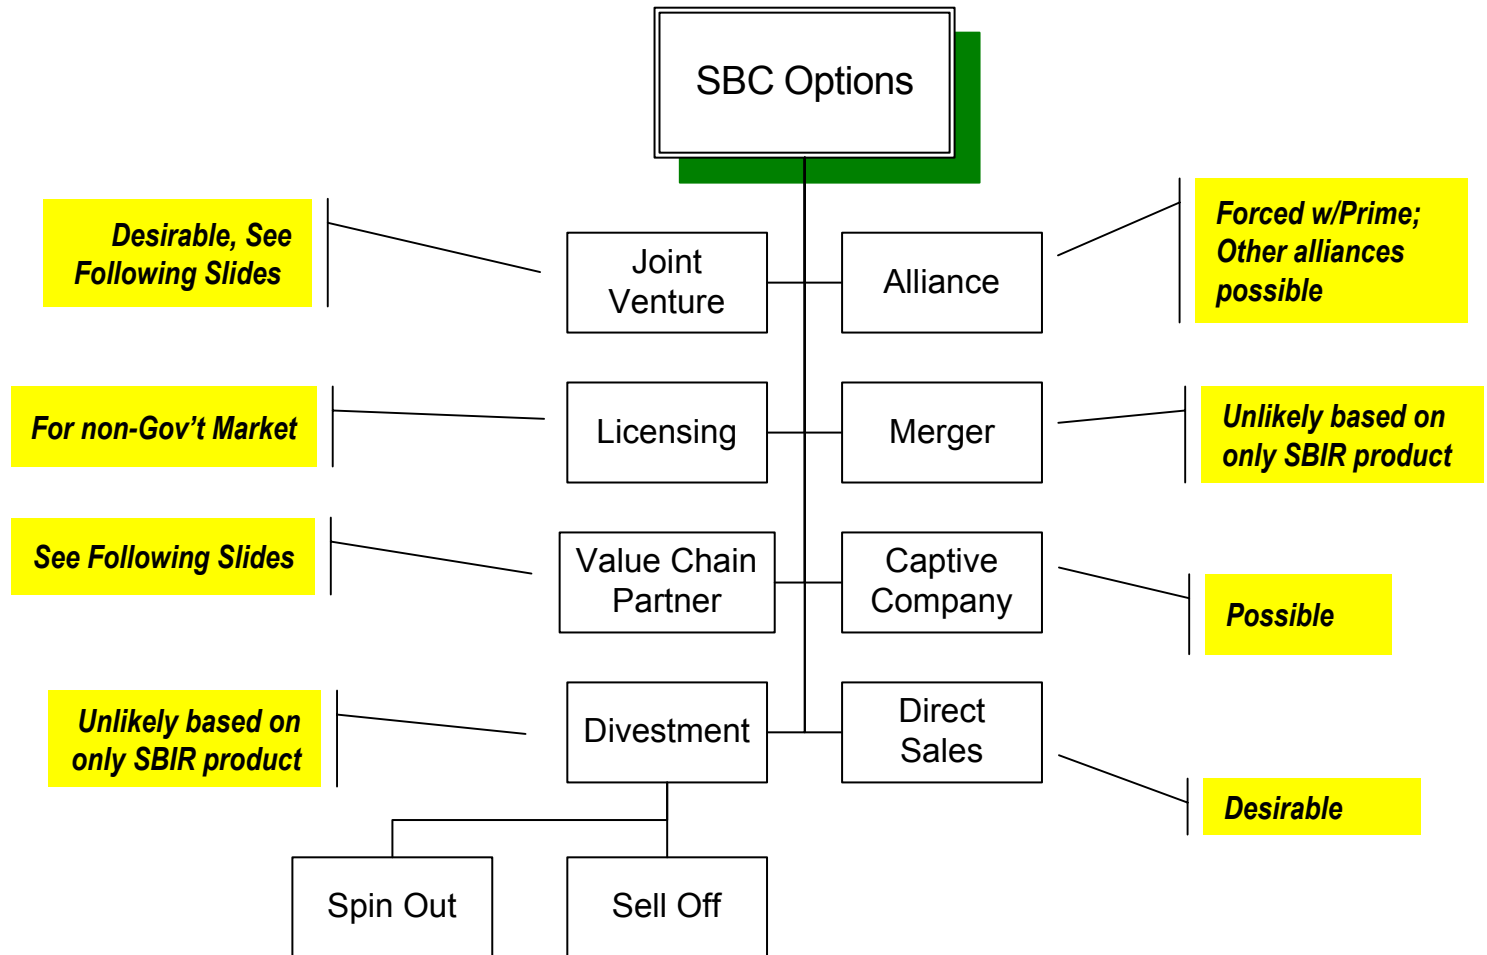 SBC Options
Desirable, See
Following Slides
Joint
Venture
Alliance
Forced w/Prime;
Other alliances
possible
For non-Gov’t Market
Licensing
Merger
Unlikely based on
only SBIR product
See Following Slides
Value Chain
Partner
Captive
Company
Possible
Unlikely based on
only SBIR product
Divestment
Direct
Sales
Desirable
Spin Out
Sell Off